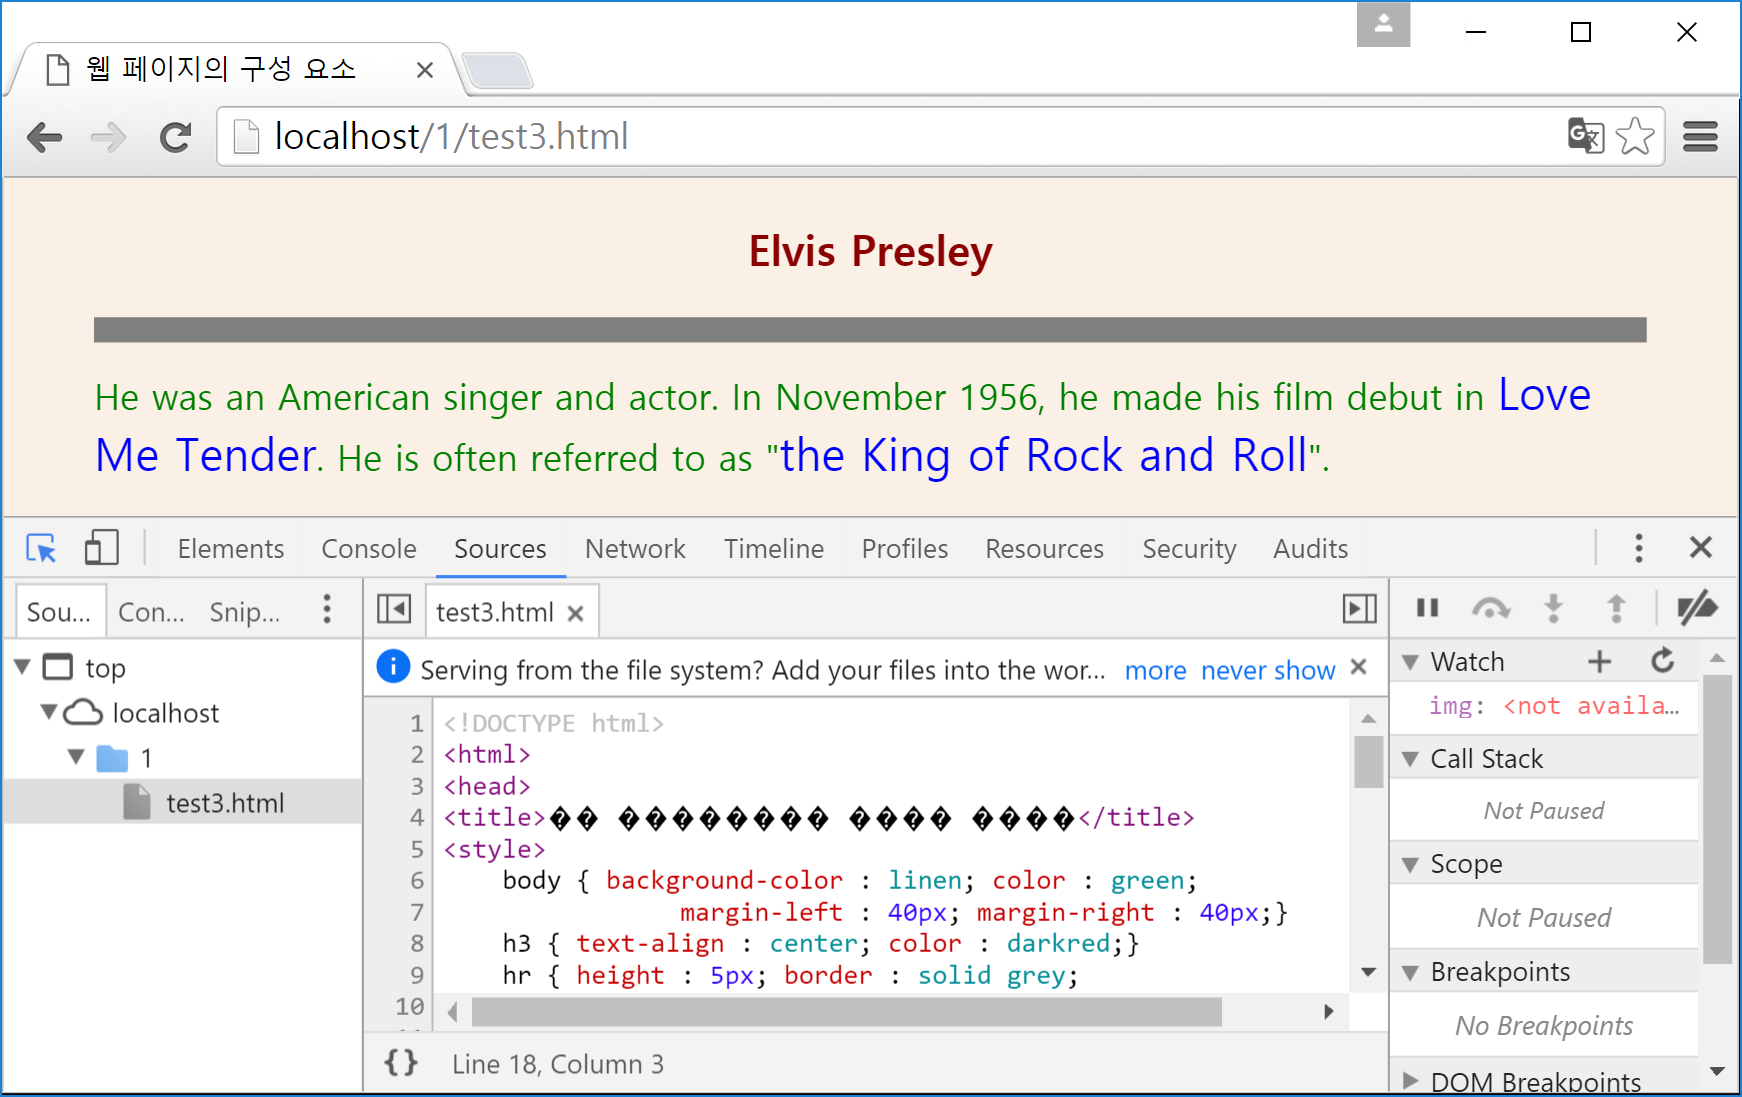 웹 페이지의 구성 요소
localhost/1/test3.html
Elvis Presley
He was an American singer and actor. In November 1956, he made his film debut in Love
Me Tender. He is often referred to as "the King of Rock and Roll".
Elements Console Sources Network Timeline Profiles Resources Security Audits
Sou... Con... Snip...
test3.html
top
localhost
1
test3.html
Serving from the file system? Add your files into the wor... more never show
1 <!DOCTYPE html>
2 <html>
3 <head>
4 <title>�� �������� ���� ����</title>
5 <style>
6 body { background-color : linen; color : green;
7 margin-left : 40px; margin-right : 40px;}
8 h3 { text-align : center; color : darkred;}
9 hr { height : 5px; border : solid grey;
10
{} Line 18, Column 3
Watch
img: <not availa...
Call Stack
Not Paused
Scope
Not Paused
Breakpoints
No Breakpoints
DOM Breakpoints